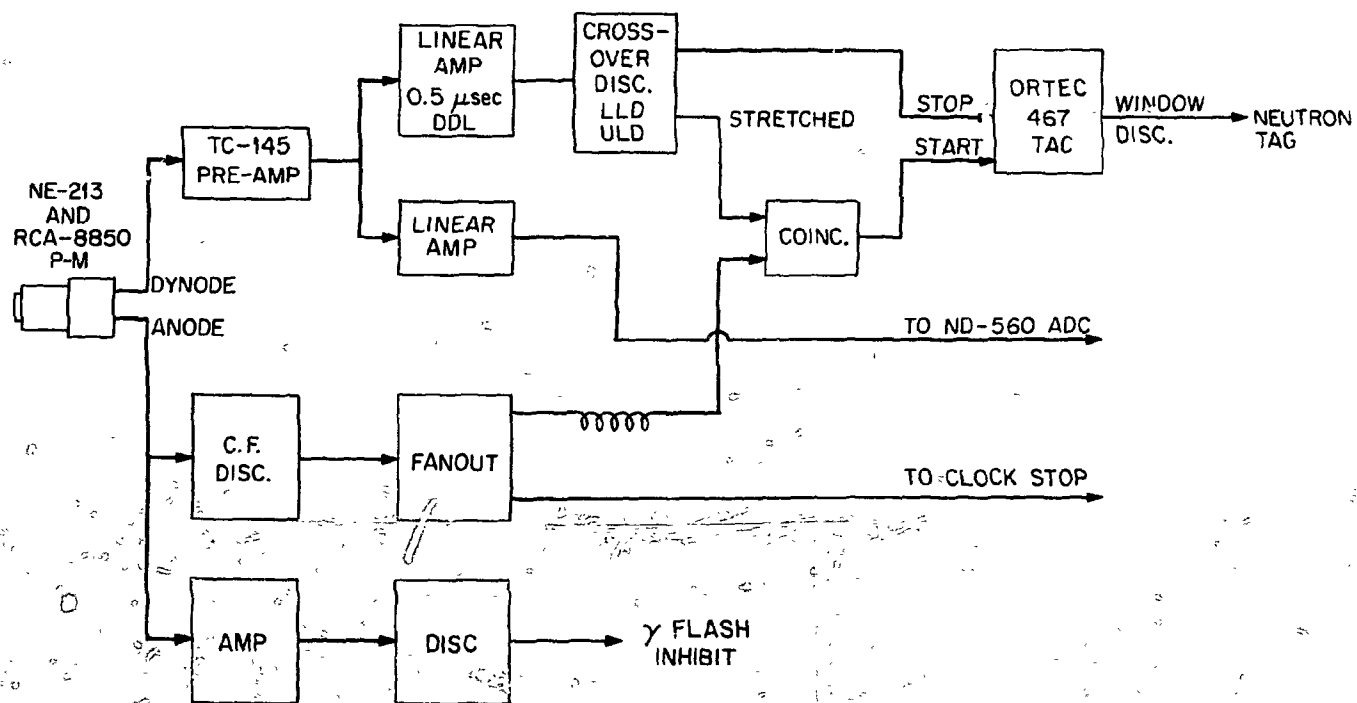 LINEAR
AMP
0.5 μsec
DDL
CROSS-
OVER
DISC.
LLD
ULD
STRETCHED
STOP
START
ORTEC
467
TAC
WINDOW
DISC.
NEUTRON
TAG
TC-145
PRE-AMP
NE-213
AND
RCA-8850
P-M
DYNODE
ANODE
LINEAR
AMP
COINC.
TO ND-560 ADC
C.F.
DISC.
FANOUT
TO CLOCK STOP
AMP
DISC
γ FLASH
INHIBIT